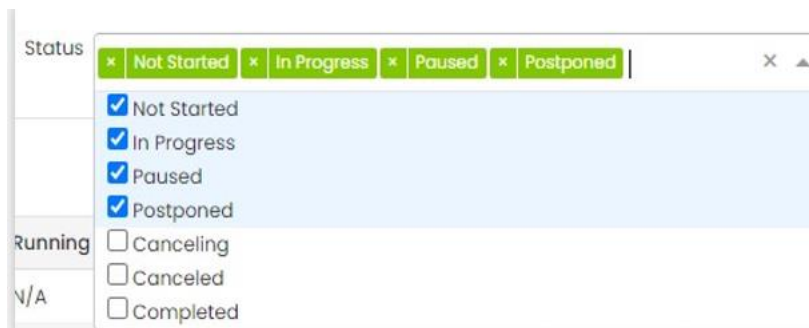 Status
× Not Started × In Progress × Paused × Postponed ×
Not Started
In Progress
Paused
Postponed
Running
Canceling
Canceled
N/A
Completed